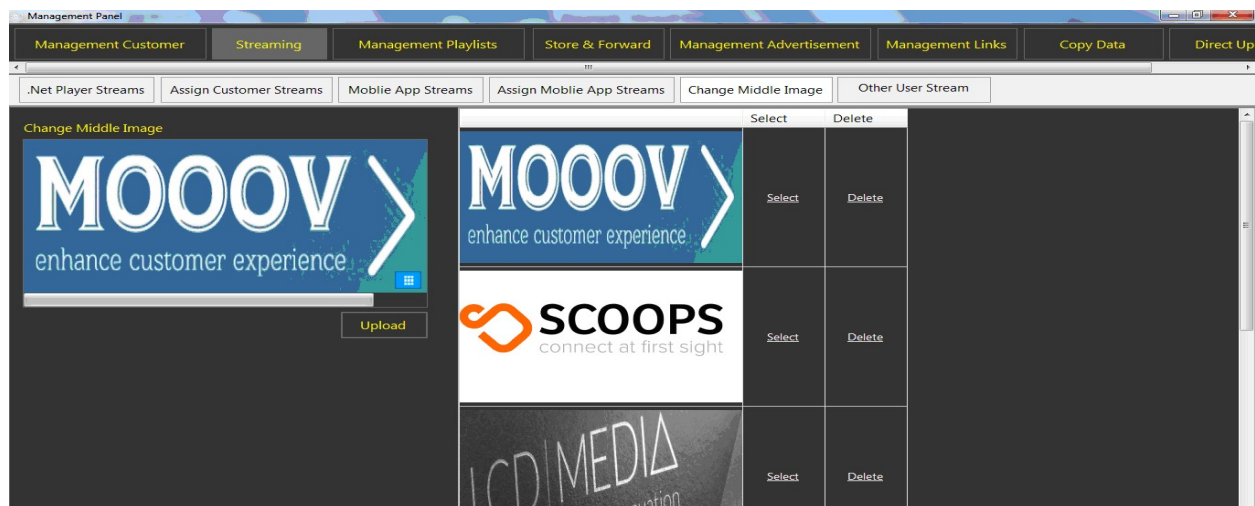 Management Panel
Management Customer Streaming Management Playlists Store & Forward Management Advertisement Management Links Copy Data Direct Up
.Net Player Streams Assign Customer Streams Moblie App Streams Assign Moblie App Streams Change Middle Image Other User Stream
Change Middle Image
MOOOV
enhance customer experience
Upload
Select Delete
MOOOV
enhance customer experience
Select Delete
SCOOPS
connect at first sight
Select Delete
LCD|MEDIA
Select Delete